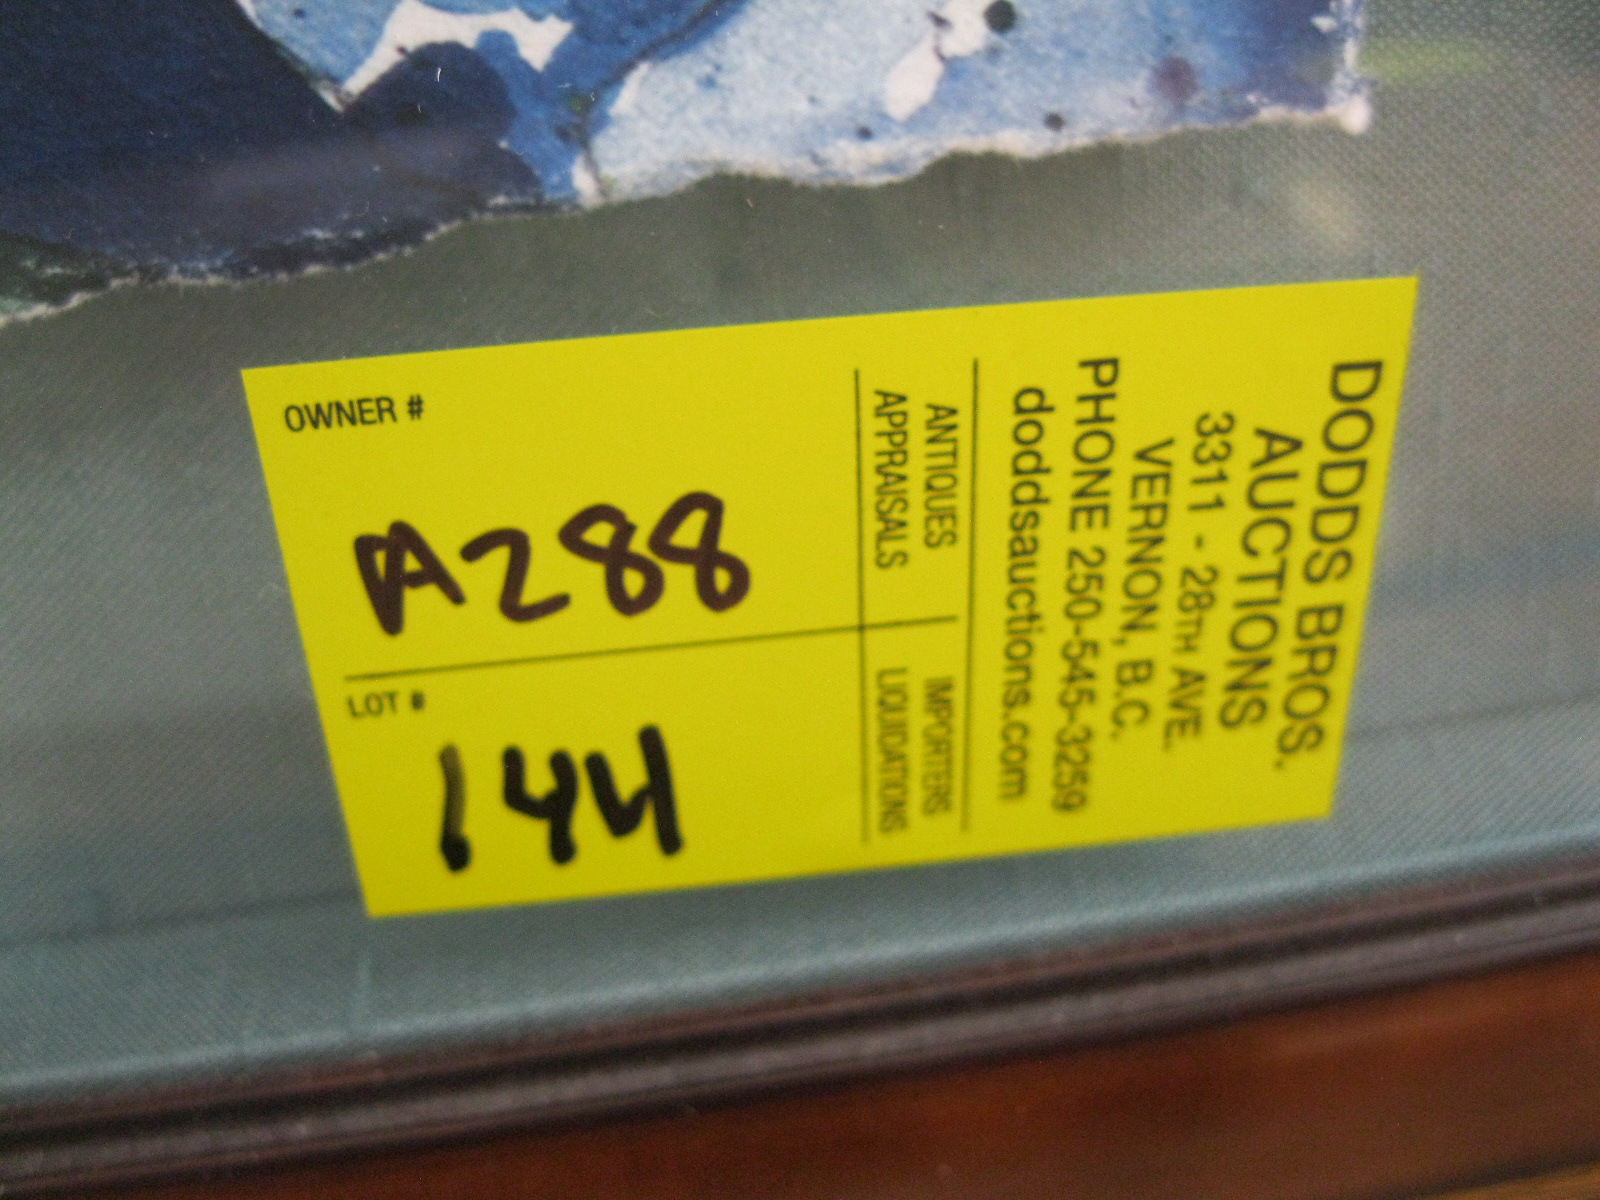 OWNER #
A288
LOT #
144
DODDS BROS.
AUCTIONS
3311 - 28TH AVE.
VERNON, B.C.
PHONE 250-545-3259
doddsauctions.com
ANTIQUES
APPRAISALS
IMPORTERS
LIQUIDATIONS